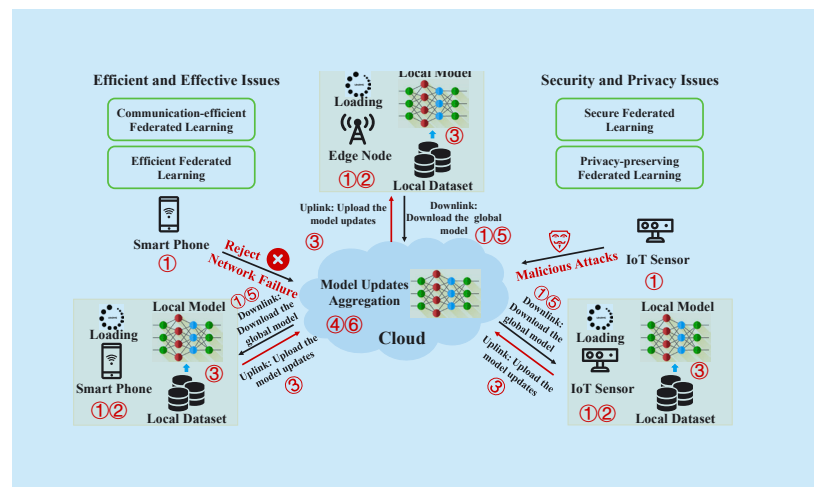 Efficient and Effective Issues
Communication-efficient
Federated Learning
Efficient Federated
Learning
Local Model
Loading
③
Edge Node
①②
Local Dataset
Security and Privacy Issues
Secure Federated
Learning
Privacy-preserving
Federated Learning
Smart Phone
①
Reject
Network Failure
Uplink: Upload the
model updates
③
Downlink:
Download the global
model
①⑤
Malicious Attacks
IoT Sensor
①
Model Updates
Aggregation
④⑥
Cloud
①⑤
Downlink:
Download the
global model
Uplink: Upload the
model updates
③
①⑤
Downlink:
Download the
global model
Uplink: Upload the
model updates
③
Local Model
Loading
③
Smart Phone
①②
Local Dataset
Local Model
Loading
③
IoT Sensor
①②
Local Dataset